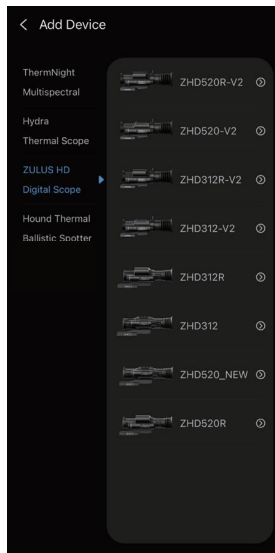 Add Device
ThermNight
Multispectral
Hydra
Thermal Scope
ZULUS HD
Digital Scope
Hound Thermal
Ballistic Spotter
ZHD520R-V2
ZHD520-V2
ZHD312R-V2
ZHD312-V2
ZHD312R
ZHD312
ZHD520_NEW
ZHD520R